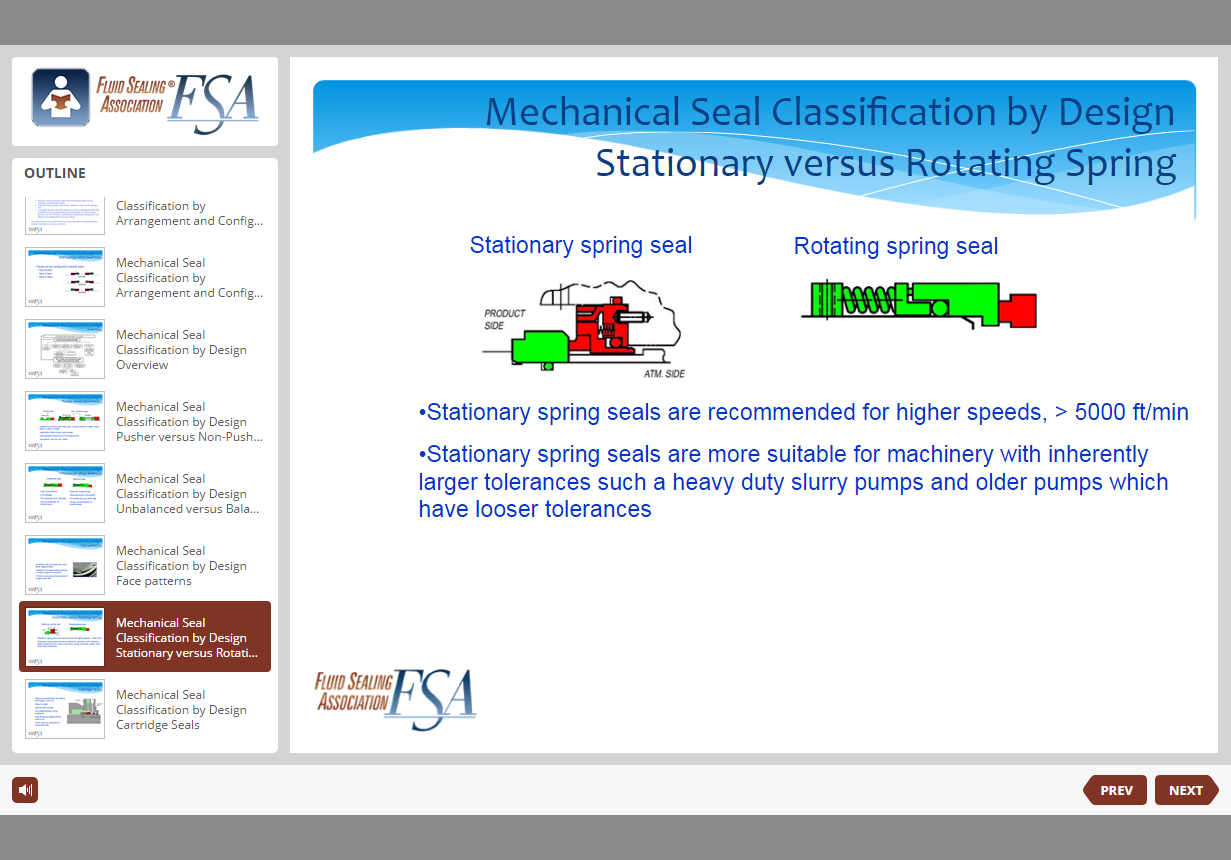 FLUID SEALING®
ASSOCIATION
FSA
OUTLINE
Classification by
Arrangement and Config...
Mechanical Seal
Classification by
Arrangement and Config...
Mechanical Seal
Classification by Design
Overview
Mechanical Seal
Classification by Design
Pusher versus Non-Push...
Mechanical Seal
Classification by Design
Unbalanced versus Bala...
Mechanical Seal
Classification by Design
Face patterns
Mechanical Seal
Classification by Design
Stationary versus Rotati...
Mechanical Seal
Classification by Design
Cartridge Seals
Mechanical Seal Classification by Design
Stationary versus Rotating Spring
Stationary spring seal
Rotating spring seal
PRODUCT
SIDE
ATM. SIDE
•Stationary spring seals are recommended for higher speeds, > 5000 ft/min
•Stationary spring seals are more suitable for machinery with inherently
larger tolerances such a heavy duty slurry pumps and older pumps which
have looser tolerances
FLUID SEALING
ASSOCIATION
FSA
PREV
NEXT